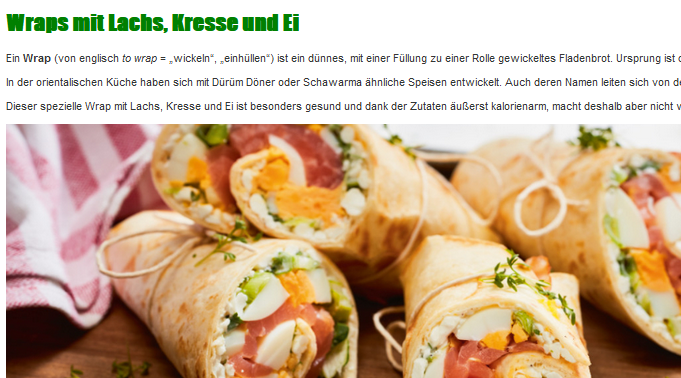 Wraps mit Lachs, Kresse und Ei
Ein Wrap (von englisch to wrap = „wickeln“, „einhüllen“) ist ein dünnes, mit einer Füllung zu einer Rolle gewickeltes Fladenbrot. Ursprung ist
In der orientalischen Küche haben sich mit Dürüm Döner oder Schawarma ähnliche Speisen entwickelt. Auch deren Namen leiten sich von
Dieser spezielle Wrap mit Lachs, Kresse und Ei ist besonders gesund und dank der Zutaten äußerst kalorienarm, macht deshalb aber nicht